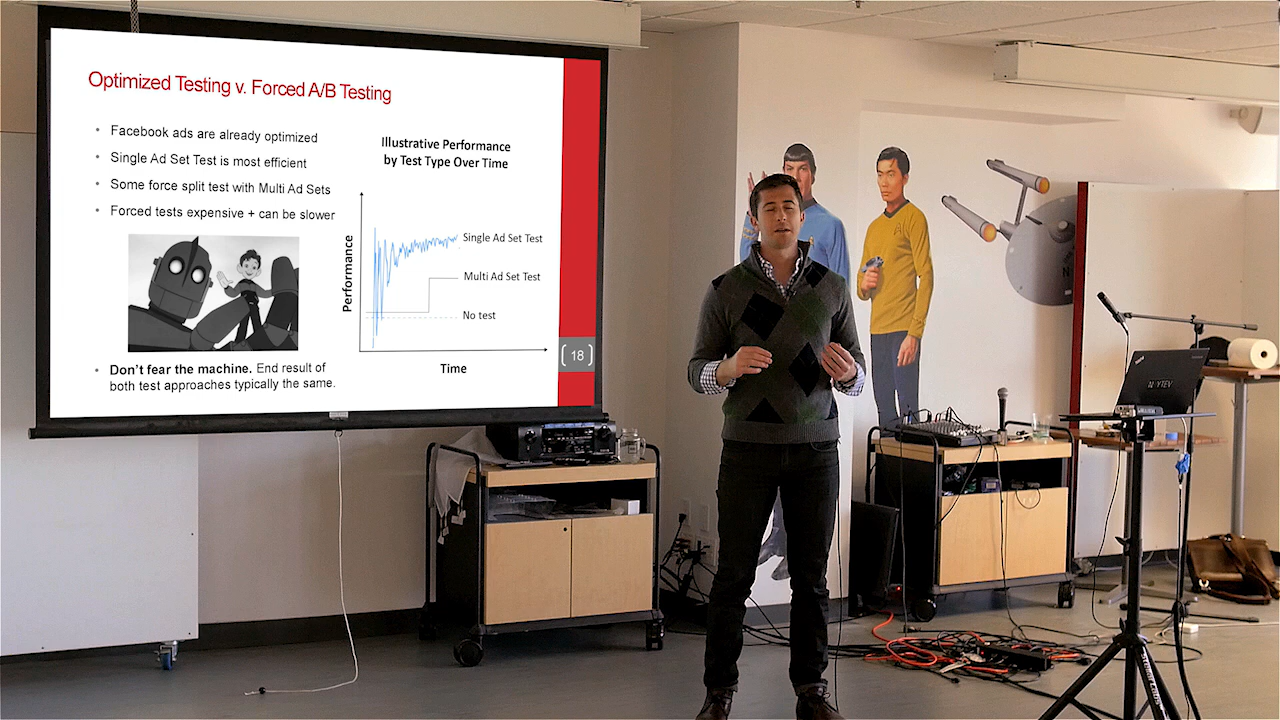 Optimized Testing v. Forced A/B Testing
• Facebook ads are already optimized
• Single Ad Set Test is most efficient
• Some force split test with Multi Ad Sets
• Forced tests expensive + can be slower
• Don't fear the machine. End result of
both test approaches typically the same.
Illustrative Performance
by Test Type Over Time
Performance
Single Ad Set Test
Multi Ad Set Test
No test
Time
18